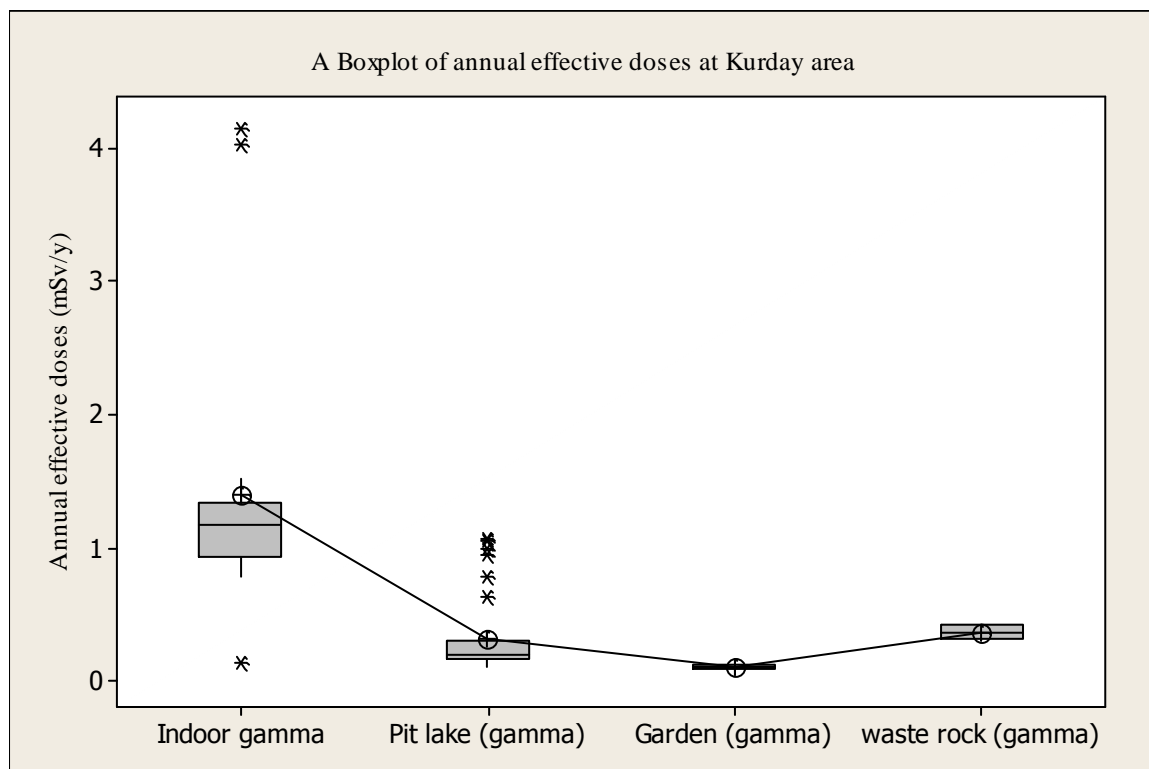 A Boxplot of annual effective doses at Kurday area
Annual effective doses (mSv/y)
4
3
2
1
0
Indoor gamma
Pit lake (gamma)
Garden (gamma)
waste rock (gamma)